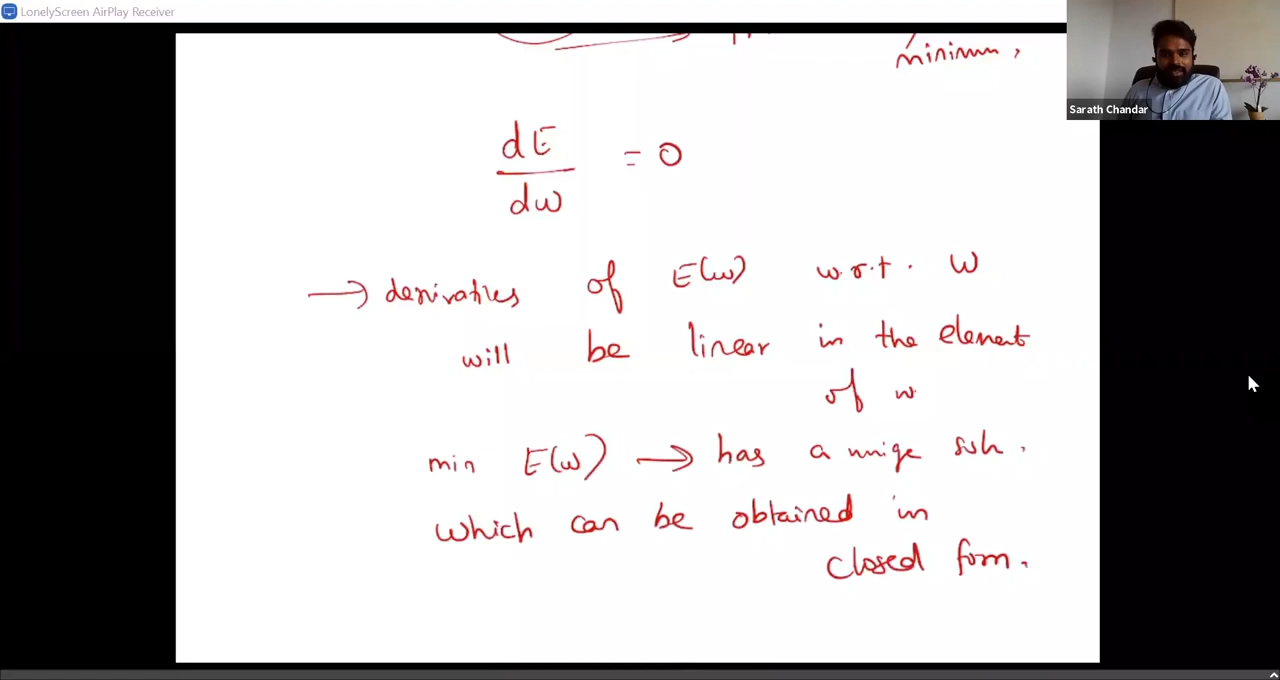 LonelyScreen AirPlay Receiver
minimum,
Sarath Chandar
dE
dw
= 0
→ derivatives of E(w) w.r.t. w
will be linear in the element
of w
min E(w) → has a uniqe soln.
which can be obtained in
closed form.